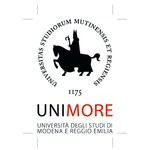 UNIVERSITAS STUDIORUM MUTINENSIS ET REGIENSIS
1175
UNIMORE
UNIVERSITÀ DEGLI STUDI DI
MODENA E REGGIO EMILIA